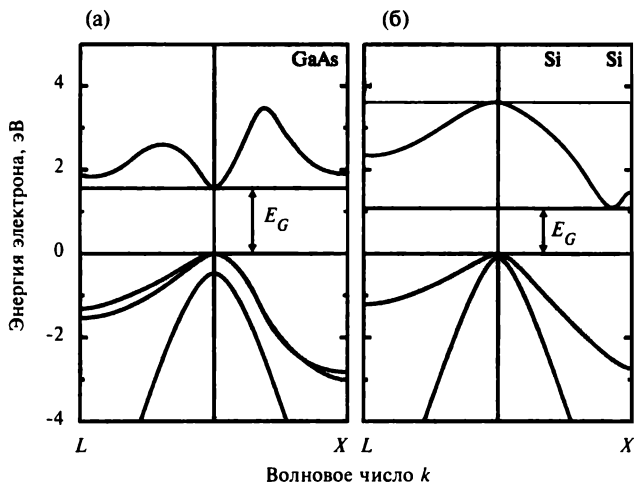 (а) (б)
GaAs Si Si
4
2
0
-2
-4
Энергия электрона, эВ
E_G E_G
L X L X
Волновое число k